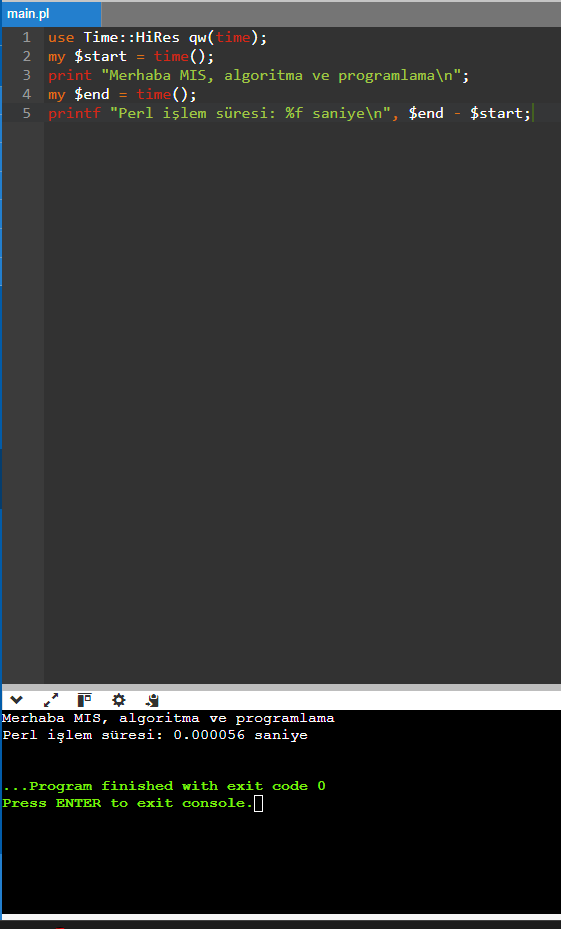 main.pl
1 use Time::HiRes qw(time);
2 my $start = time();
3 print "Merhaba MIS, algoritma ve programlama\n";
4 my $end = time();
5 printf "Perl işlem süresi: %f saniye\n", $end - $start;
Merhaba MIS, algoritma ve programlama
Perl işlem süresi: 0.000056 saniye
...Program finished with exit code 0
Press ENTER to exit console.